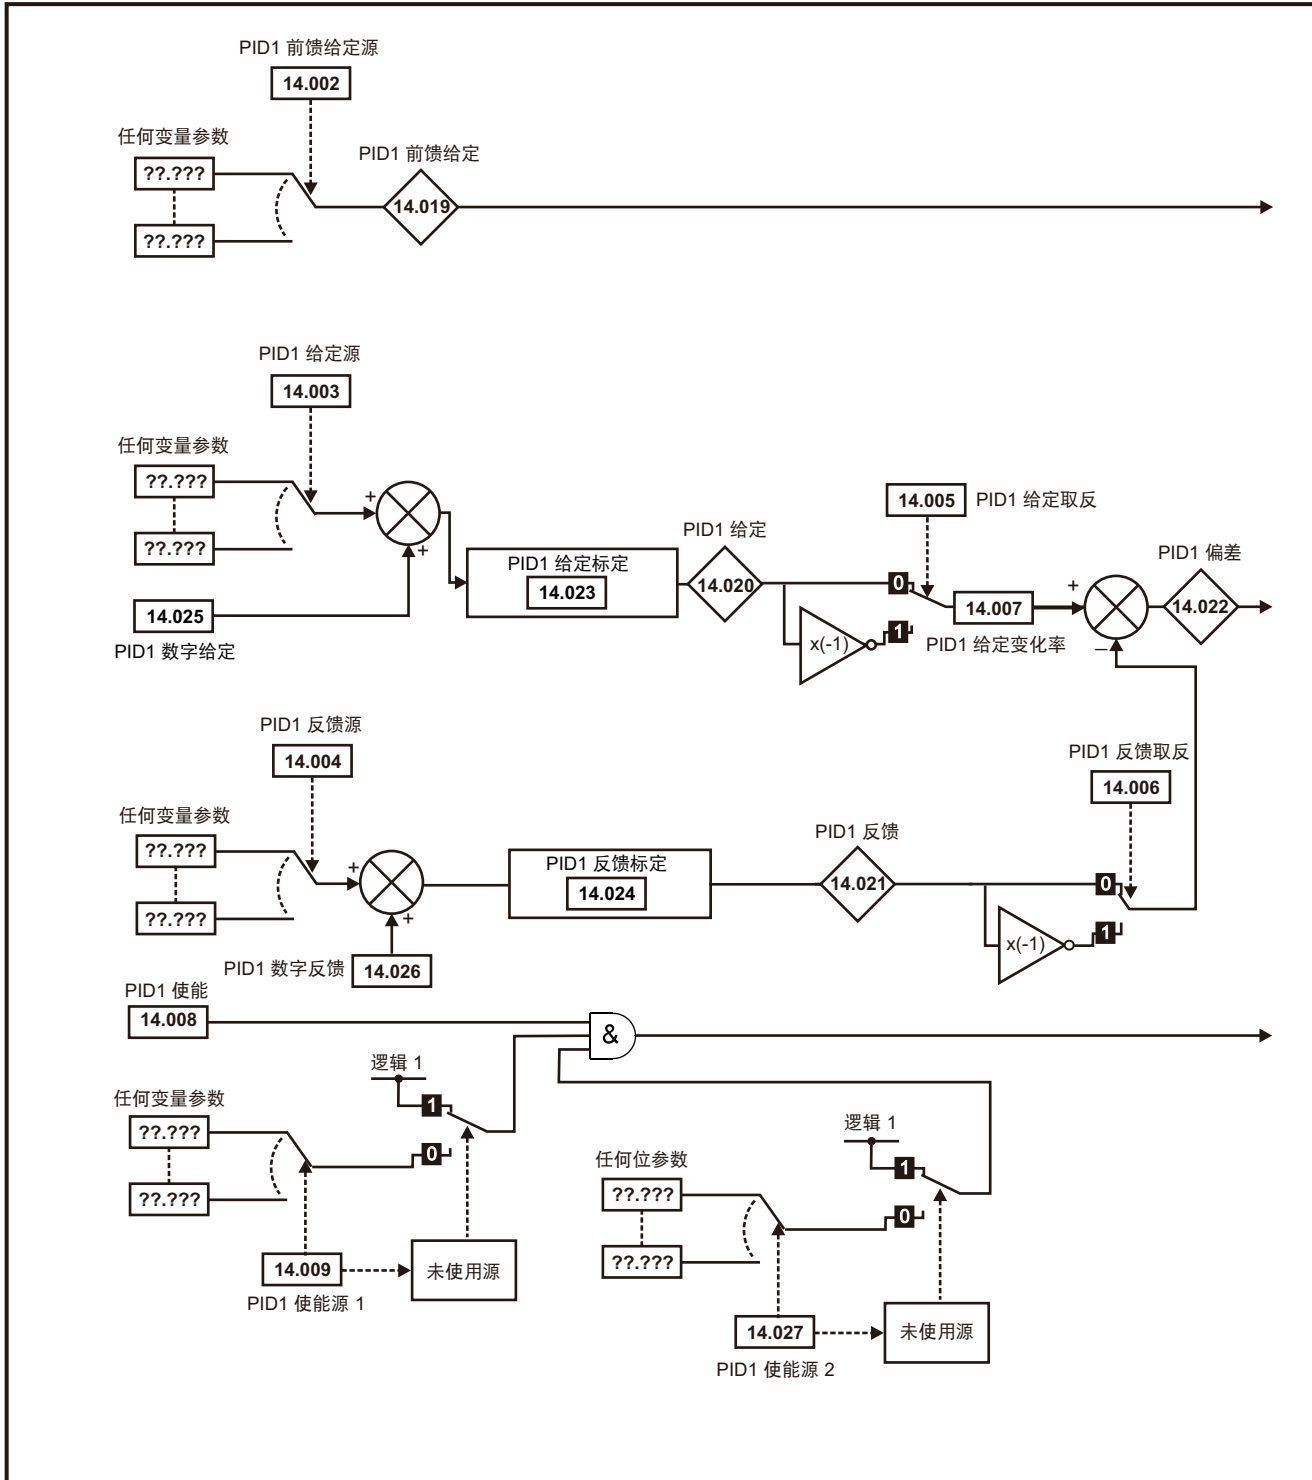 PID1 前馈给定源
14.002
任何变量参数
??.???
??.???
PID1 前馈给定
14.019
PID1 给定源
14.003
任何变量参数
??.???
??.???
+
+
14.025
PID1 数字给定
PID1 给定标定
14.023
PID1 给定
14.020
0
1
x(-1)
14.005
PID1 给定取反
14.007
PID1 给定变化率
+
–
PID1 偏差
14.022
PID1 反馈源
14.004
任何变量参数
??.???
??.???
+
+
PID1 数字反馈
14.026
PID1 反馈标定
14.024
PID1 反馈
14.021
x(-1)
0
1
PID1 反馈取反
14.006
PID1 使能
14.008
&
逻辑 1
1
0
任何变量参数
??.???
??.???
14.009
PID1 使能源 1
未使用源
逻辑 1
1
0
任何位参数
??.???
??.???
14.027
PID1 使能源 2
未使用源